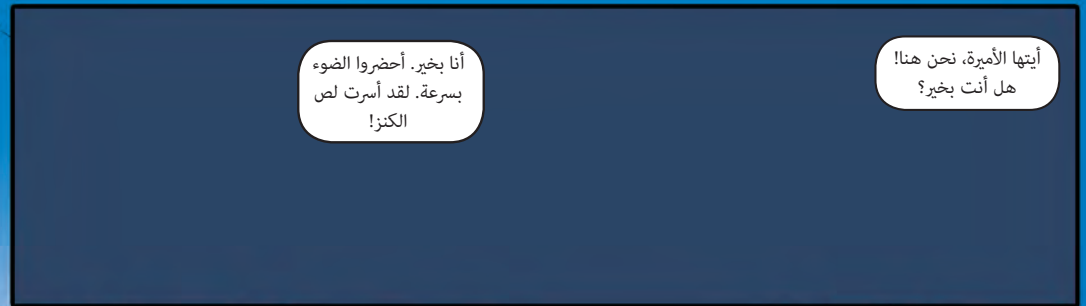 أيتها الأميرة، نحن هنا!
هل أنت بخير؟
أنا بخير. أحضروا الضوء
بسرعة. لقد أسرت لص
الكنز!